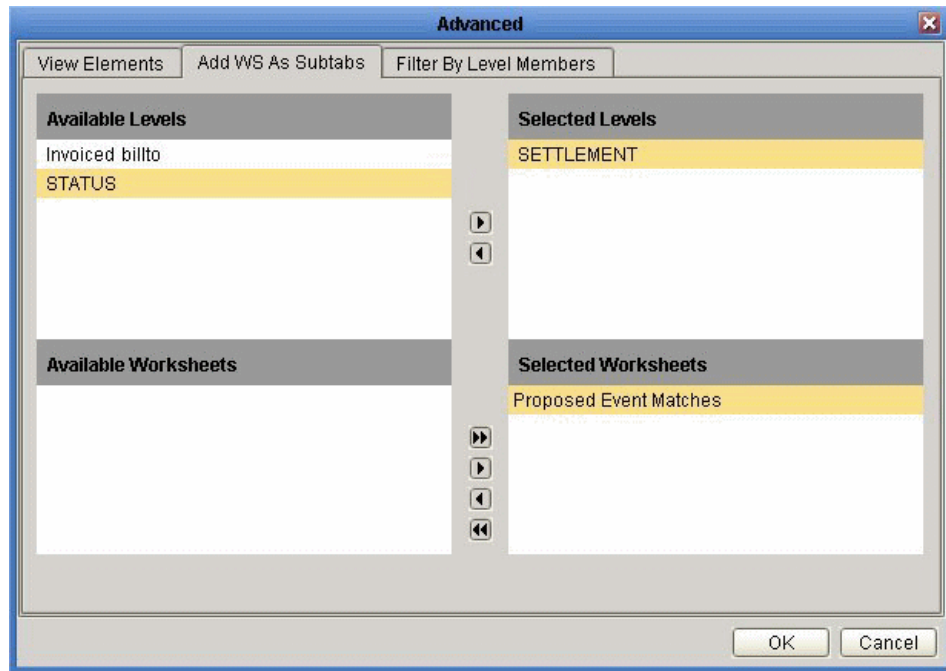 Advanced
View Elements
Add WS As Subtabs
Filter By Level Members
Available Levels
Invoiced billto
STATUS
Selected Levels
SETTLEMENT
Available Worksheets
Selected Worksheets
Proposed Event Matches
OK
Cancel